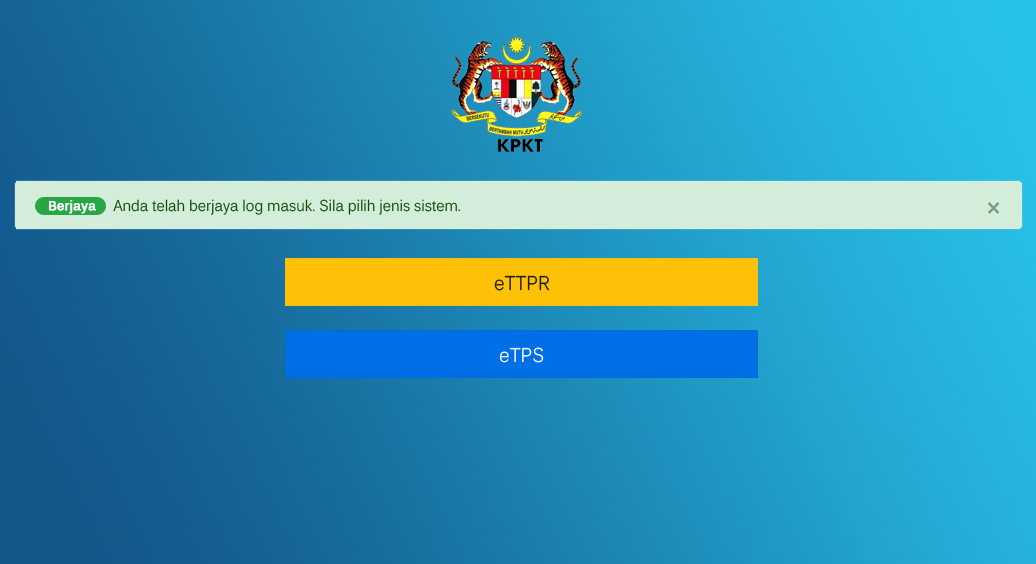 BERSEKUTU
BERTAMBAH MUTU
KPKT
Berjaya Anda telah berjaya log masuk. Sila pilih jenis sistem. ×
eTTPR
eTPS